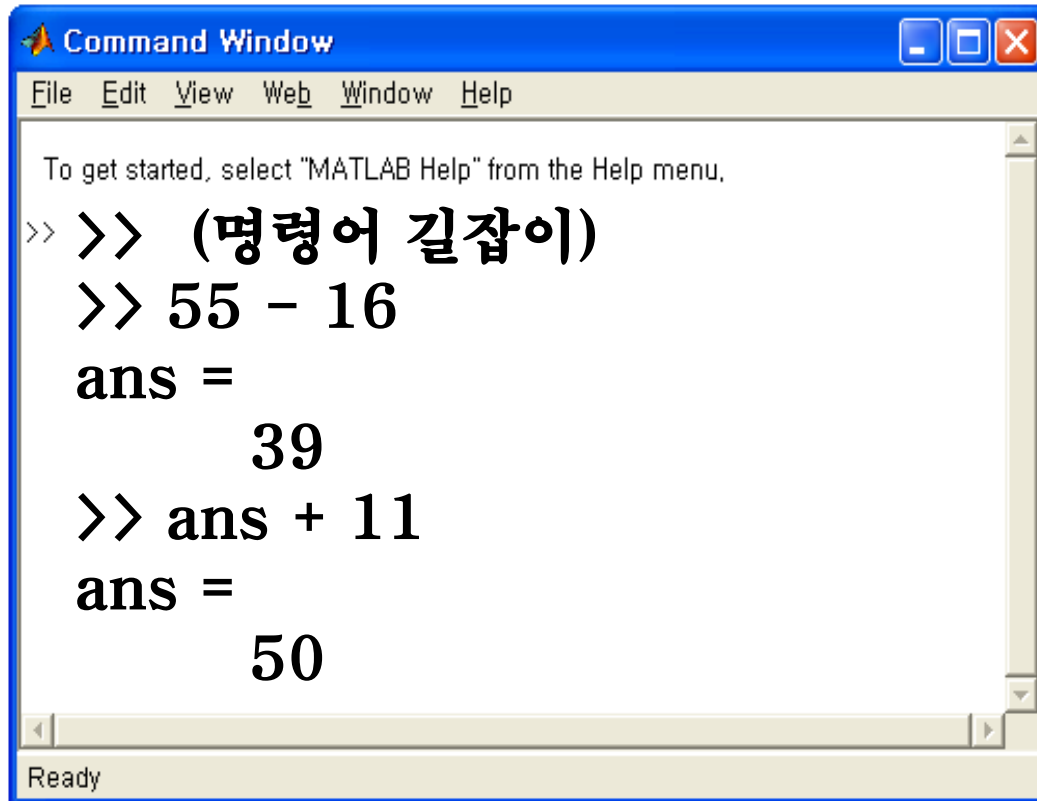 Command Window
File Edit View Web Window Help
To get started, select "MATLAB Help" from the Help menu,
>> >> (명령어 길잡이)
>> 55 - 16
ans =
39
>> ans + 11
ans =
50
Ready